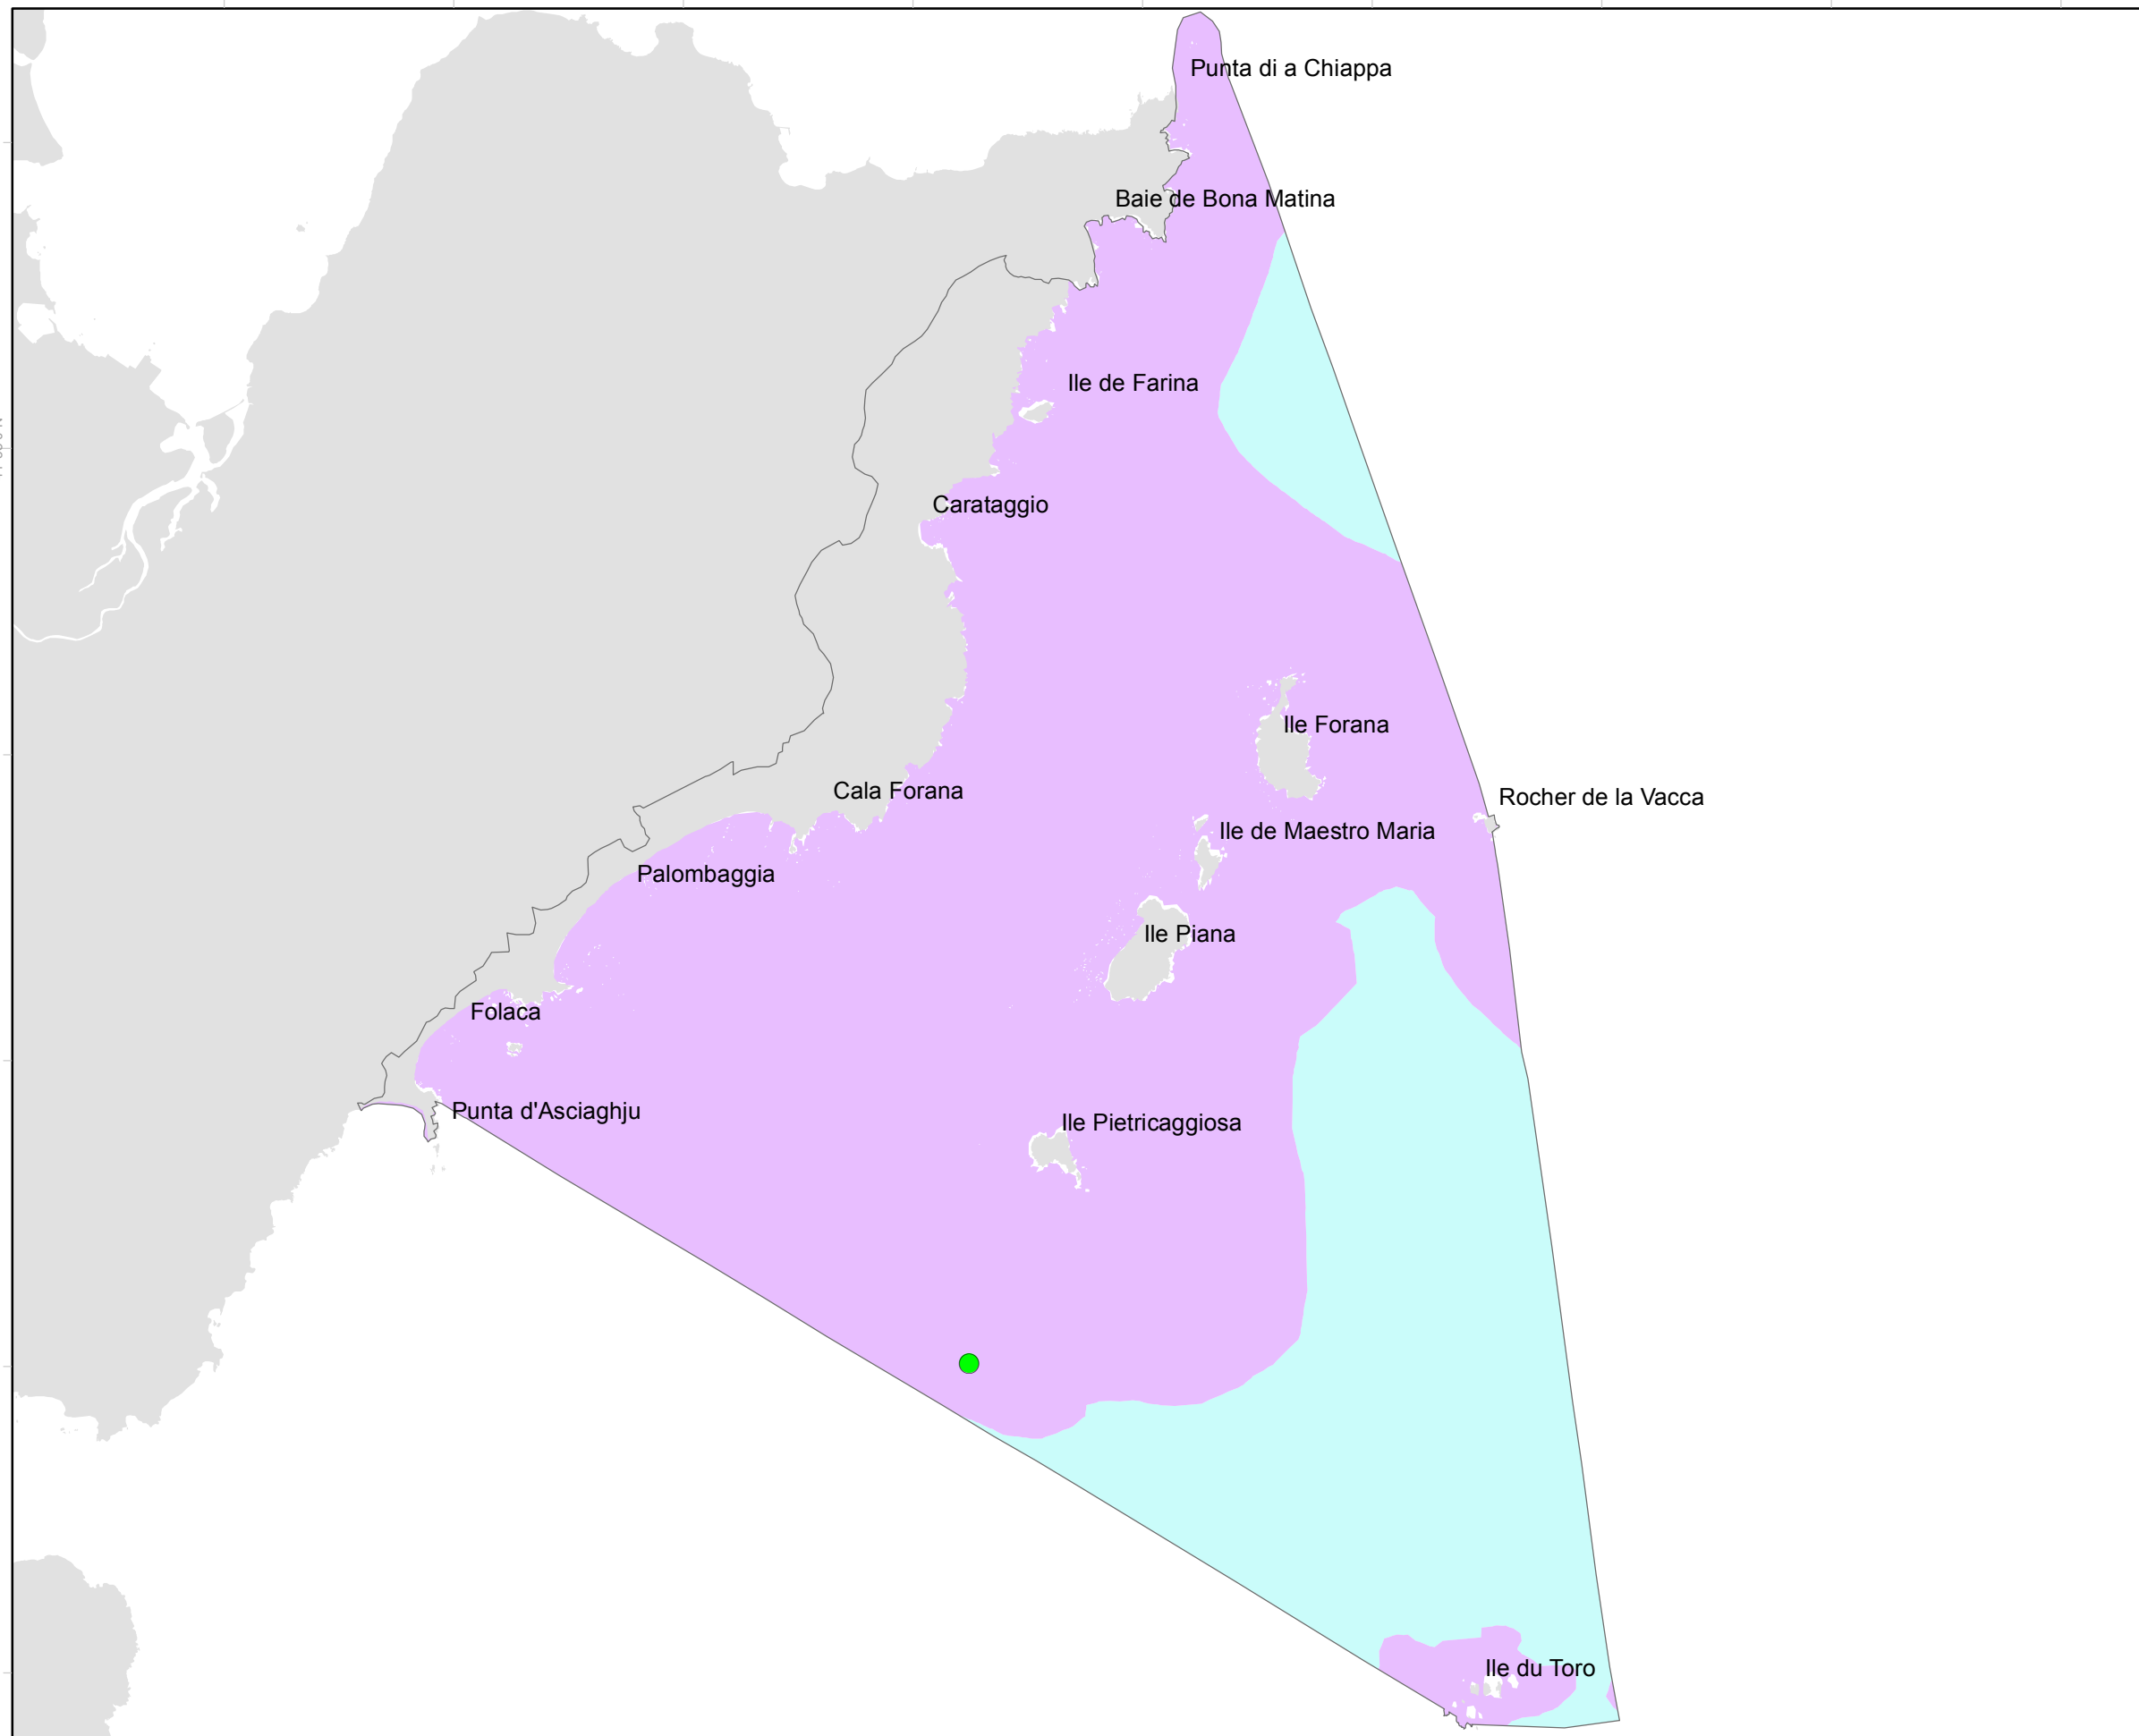 Punta di a Chiappa
Baie de Bona Matina
Ile de Farina
Carataggio
Ile Forana
Cala Forana
Rocher de la Vacca
Ile de Maestro Maria
Palombaggia
Ile Piana
Folaca
Punta d'Asciaghju
Ile Pietricaggiosa
Ile du Toro